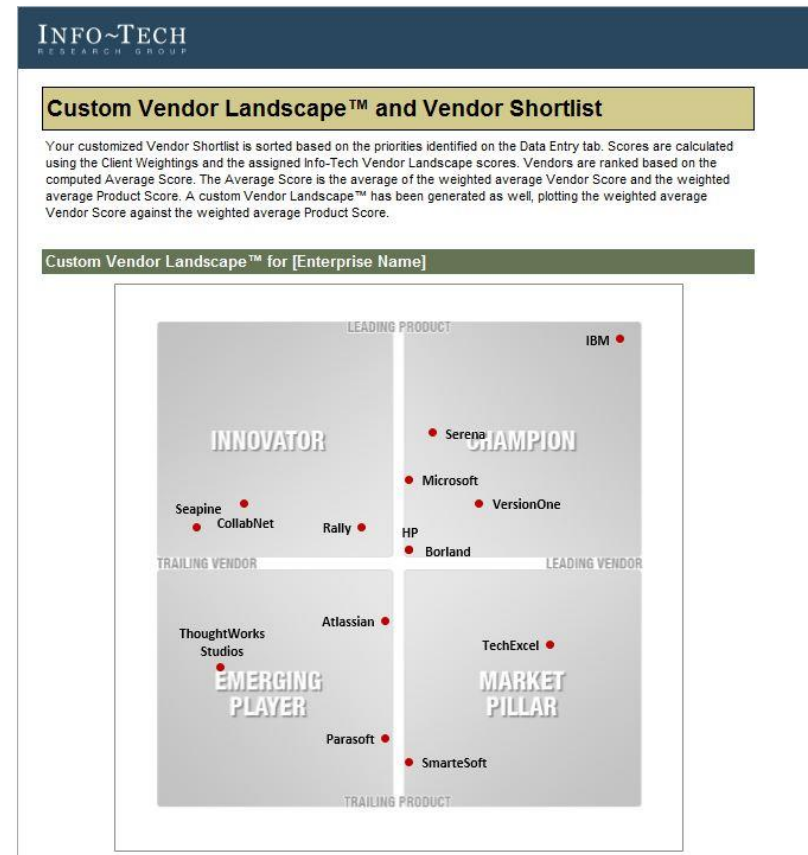 INFO~TECH
RESEARCH GROUP
Custom Vendor Landscape™ and Vendor Shortlist
Your customized Vendor Shortlist is sorted based on the priorities identified on the Data Entry tab. Scores are calculated
using the Client Weightings and the assigned Info-Tech Vendor Landscape scores. Vendors are ranked based on the
computed Average Score. The Average Score is the average of the weighted average Vendor Score and the weighted
average Product Score. A custom Vendor Landscape™ has been generated as well, plotting the weighted average
Vendor Score against the weighted average Product Score.
Custom Vendor Landscape™ for [Enterprise Name]
LEADING PRODUCT
IBM
INNOVATOR
Serena
CHAMPION
Microsoft
Seapine
CollabNet
VersionOne
Rally
HP
Borland
TRAILING VENDOR
LEADING VENDOR
Atlassian
ThoughtWorks
Studios
TechExcel
EMERGING
PLAYER
MARKET
PILLAR
Parasoft
SmarteSoft
TRAILING PRODUCT